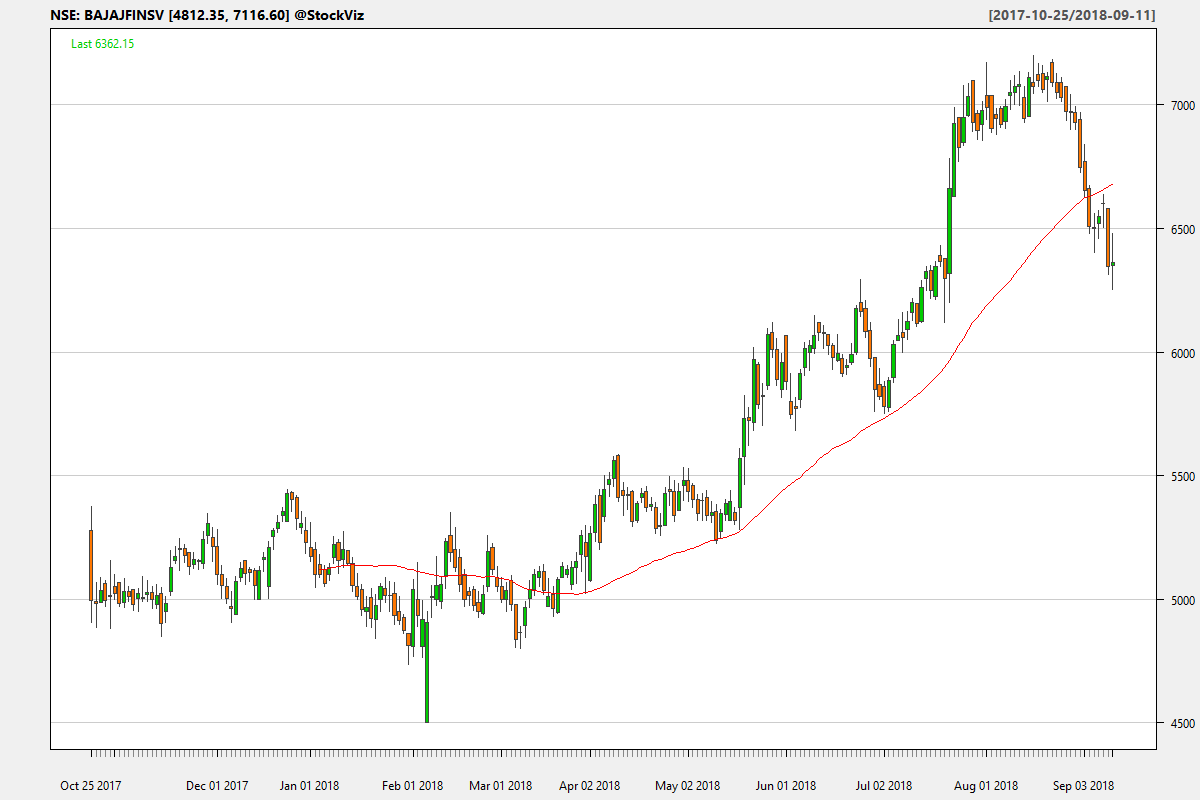 NSE: BAJAJFINSV [4812.35, 7116.60] @StockViz
[2017-10-25/2018-09-11]
Last 6362.15
7000
6500
6000
5500
5000
4500
Oct 25 2017 Dec 01 2017 Jan 01 2018 Feb 01 2018 Mar 01 2018 Apr 02 2018 May 02 2018 Jun 01 2018 Jul 02 2018 Aug 01 2018 Sep 03 2018